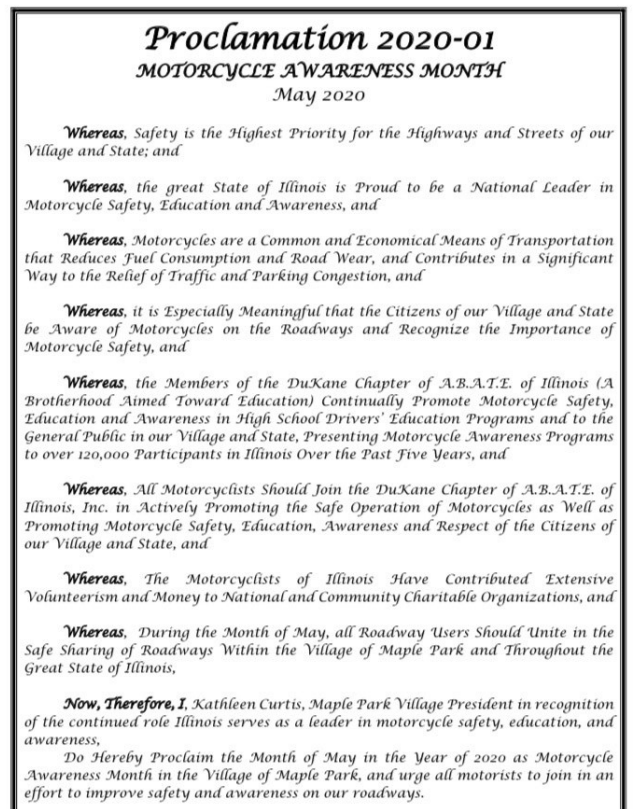 Proclamation 2020-01
MOTORCYCLE AWARENESS MONTH
May 2020
Whereas, Safety is the Highest Priority for the Highways and Streets of our
Village and State; and
Whereas, the great State of Illinois is Proud to be a National Leader in
Motorcycle Safety, Education and Awareness, and
Whereas, Motorcycles are a Common and Economical Means of Transportation
that Reduces Fuel Consumption and Road Wear, and Contributes in a Significant
Way to the Relief of Traffic and Parking Congestion, and
Whereas, it is Especially Meaningful that the Citizens of our Village and State
be Aware of Motorcycles on the Roadways and Recognize the Importance of
Motorcycle Safety, and
Whereas, the Members of the DuKane Chapter of A.B.A.T.E. of Illinois (A
Brotherhood Aimed Toward Education) Continually Promote Motorcycle Safety,
Education and Awareness in High School Drivers' Education Programs and to the
General Public in our Village and State, Presenting Motorcycle Awareness Programs
to over 120,000 Participants in Illinois Over the Past Five Years, and
Whereas, All Motorcyclists Should Join the DuKane Chapter of A.B.A.T.E. of
Illinois, Inc. in Actively Promoting the Safe Operation of Motorcycles as Well as
Promoting Motorcycle Safety, Education, Awareness and Respect of the Citizens of
our Village and State, and
Whereas, The Motorcyclists of Illinois Have Contributed Extensive
Volunteerism and Money to National and Community Charitable Organizations, and
Whereas, During the Month of May, all Roadway Users Should Unite in the
Safe Sharing of Roadways Within the Village of Maple Park and Throughout the
Great State of Illinois,
Now, Therefore, I, Kathleen Curtis, Maple Park Village President in recognition
of the continued role Illinois serves as a leader in motorcycle safety, education, and
awareness,
Do Hereby Proclaim the Month of May in the Year of 2020 as Motorcycle
Awareness Month in the Village of Maple Park, and urge all motorists to join in an
effort to improve safety and awareness on our roadways.